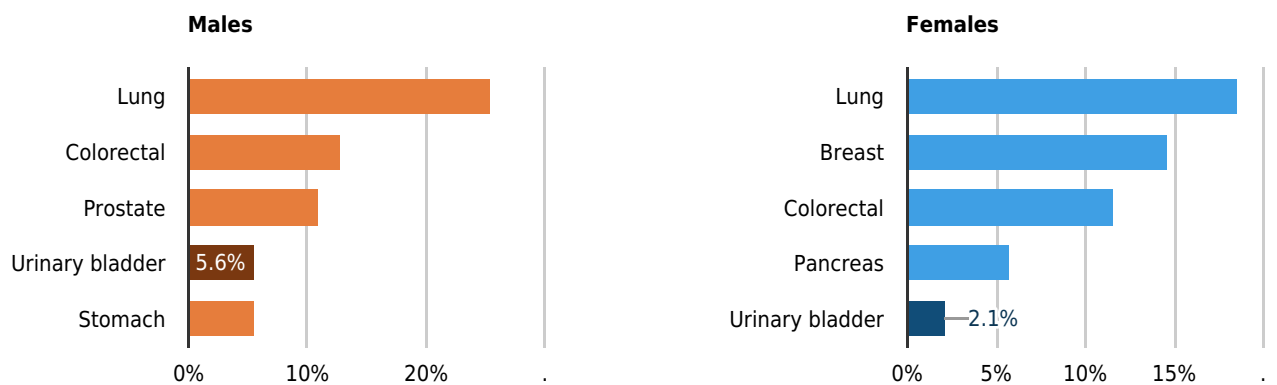 Males
Lung
Colorectal
Prostate
Urinary bladder
5.6%
Stomach
0%
10%
20%
.
Females
Lung
Breast
Colorectal
Pancreas
Urinary bladder
2.1%
0%
5%
10%
15%
.